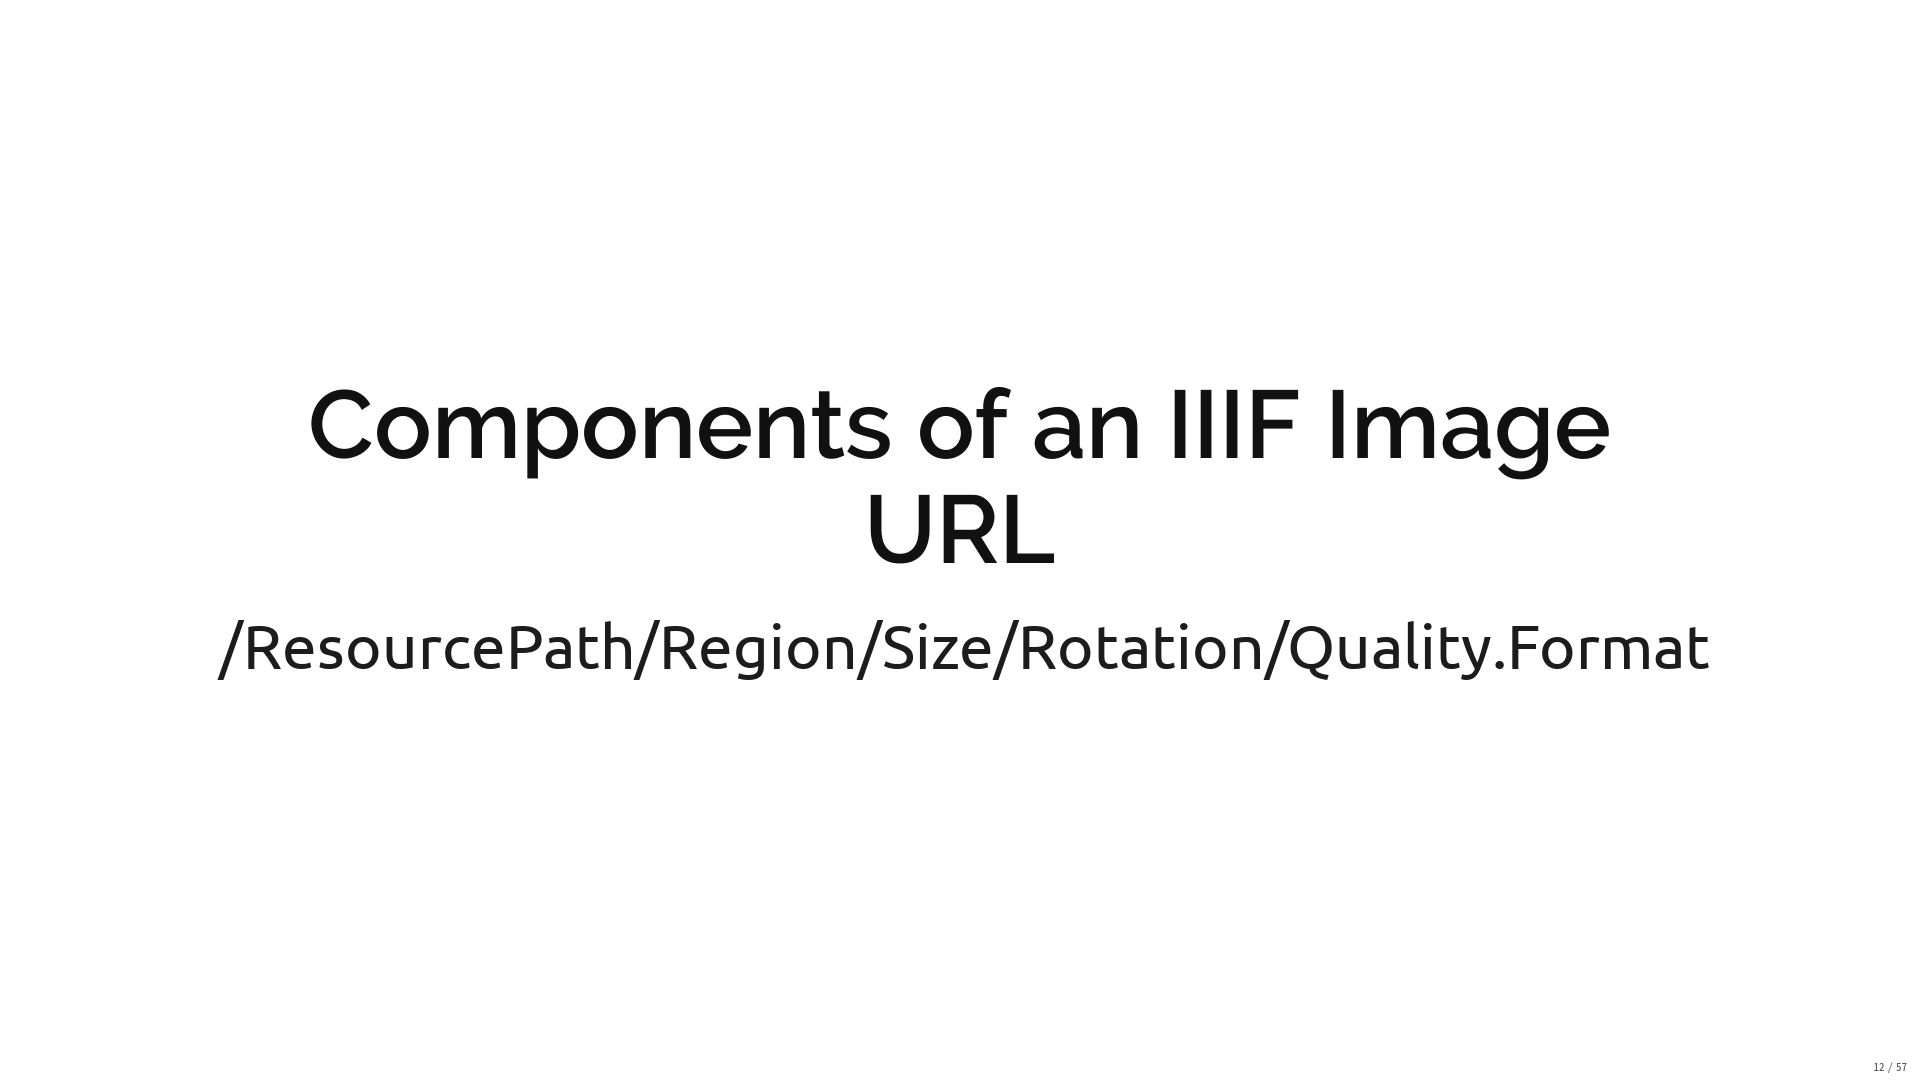 Components of an IIIF Image
URL
/ResourcePath/Region/Size/Rotation/Quality.Format
12 / 57